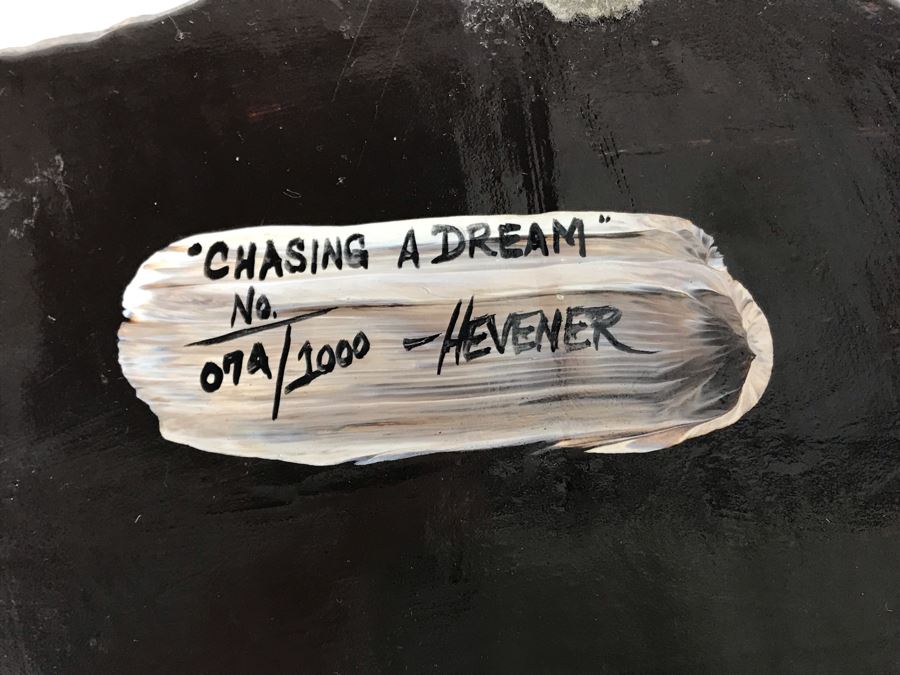 "CHASING A DREAM"
No.
079/1000 -HEVENER